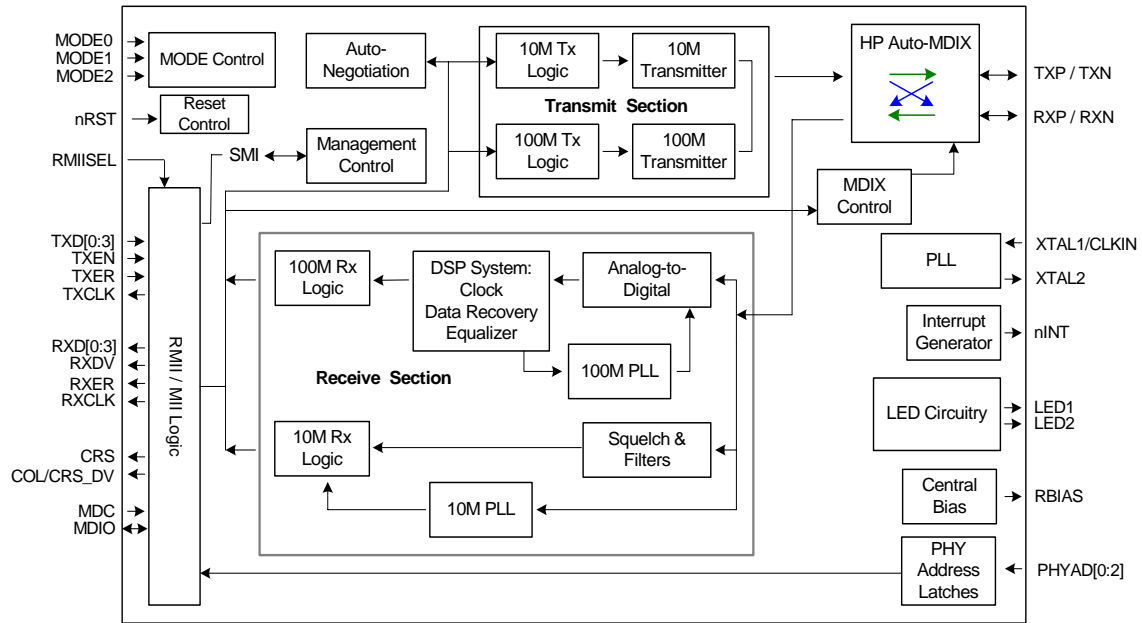 MODE0
MODE1
MODE2
MODE Control
nRST
Reset
Control
RMIISEL
SMI
Auto-
Negotiation
Management
Control
10M Tx
Logic
10M
Transmitter
Transmit Section
100M Tx
Logic
100M
Transmitter
HP Auto-MDIX
TXP / TXN
RXP / RXN
MDIX
Control
TXD[0:3]
TXEN
TXER
TXCLK
RXD[0:3]
RXDV
RXER
RXCLK
CRS
COL/CRS_DV
MDC
MDIO
RMII / MII Logic
100M Rx
Logic
DSP System:
Clock
Data Recovery
Equalizer
Analog-to-
Digital
100M PLL
Receive Section
10M Rx
Logic
Squelch &
Filters
10M PLL
PLL
XTAL1/CLKIN
XTAL2
Interrupt
Generator
nINT
LED Circuitry
LED1
LED2
Central
Bias
RBIAS
PHY
Address
Latches
PHYAD[0:2]